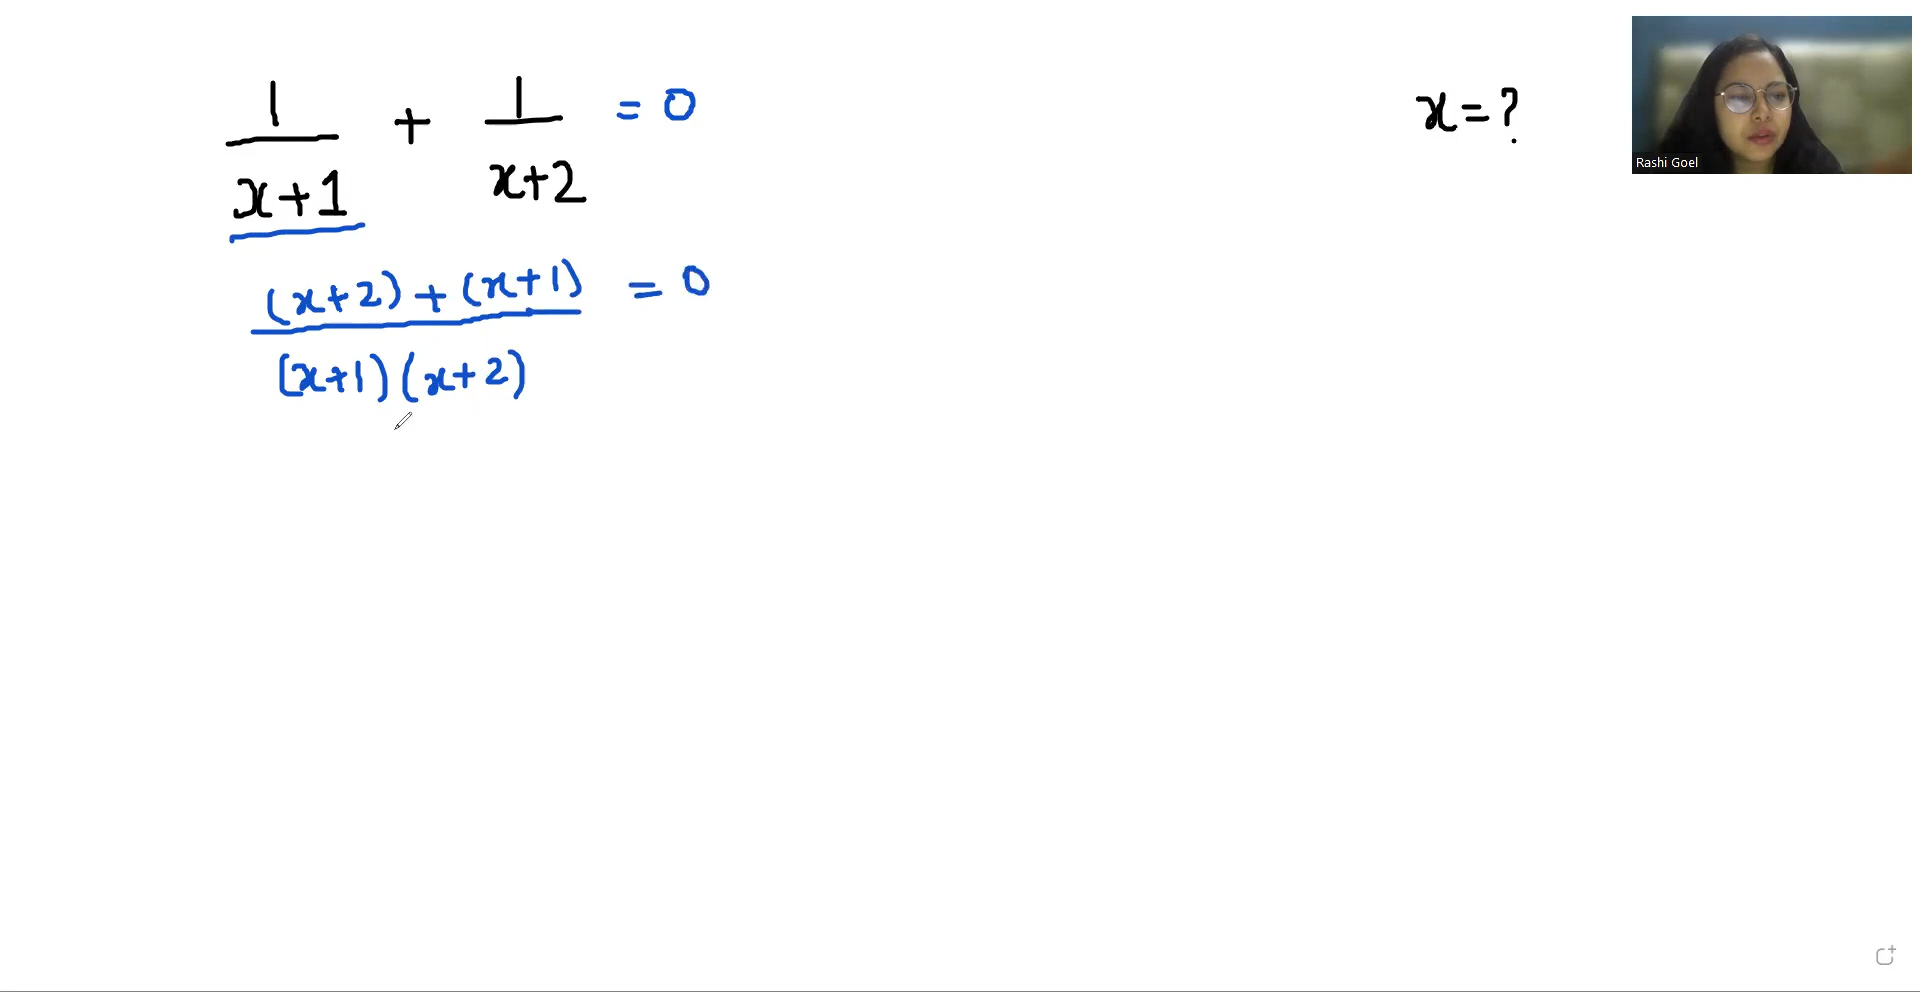 1/(x+1) + 1/(x+2) = 0
x = ?
Rashi Goel
((x+2) + (x+1))/((x+1)(x+2)) = 0